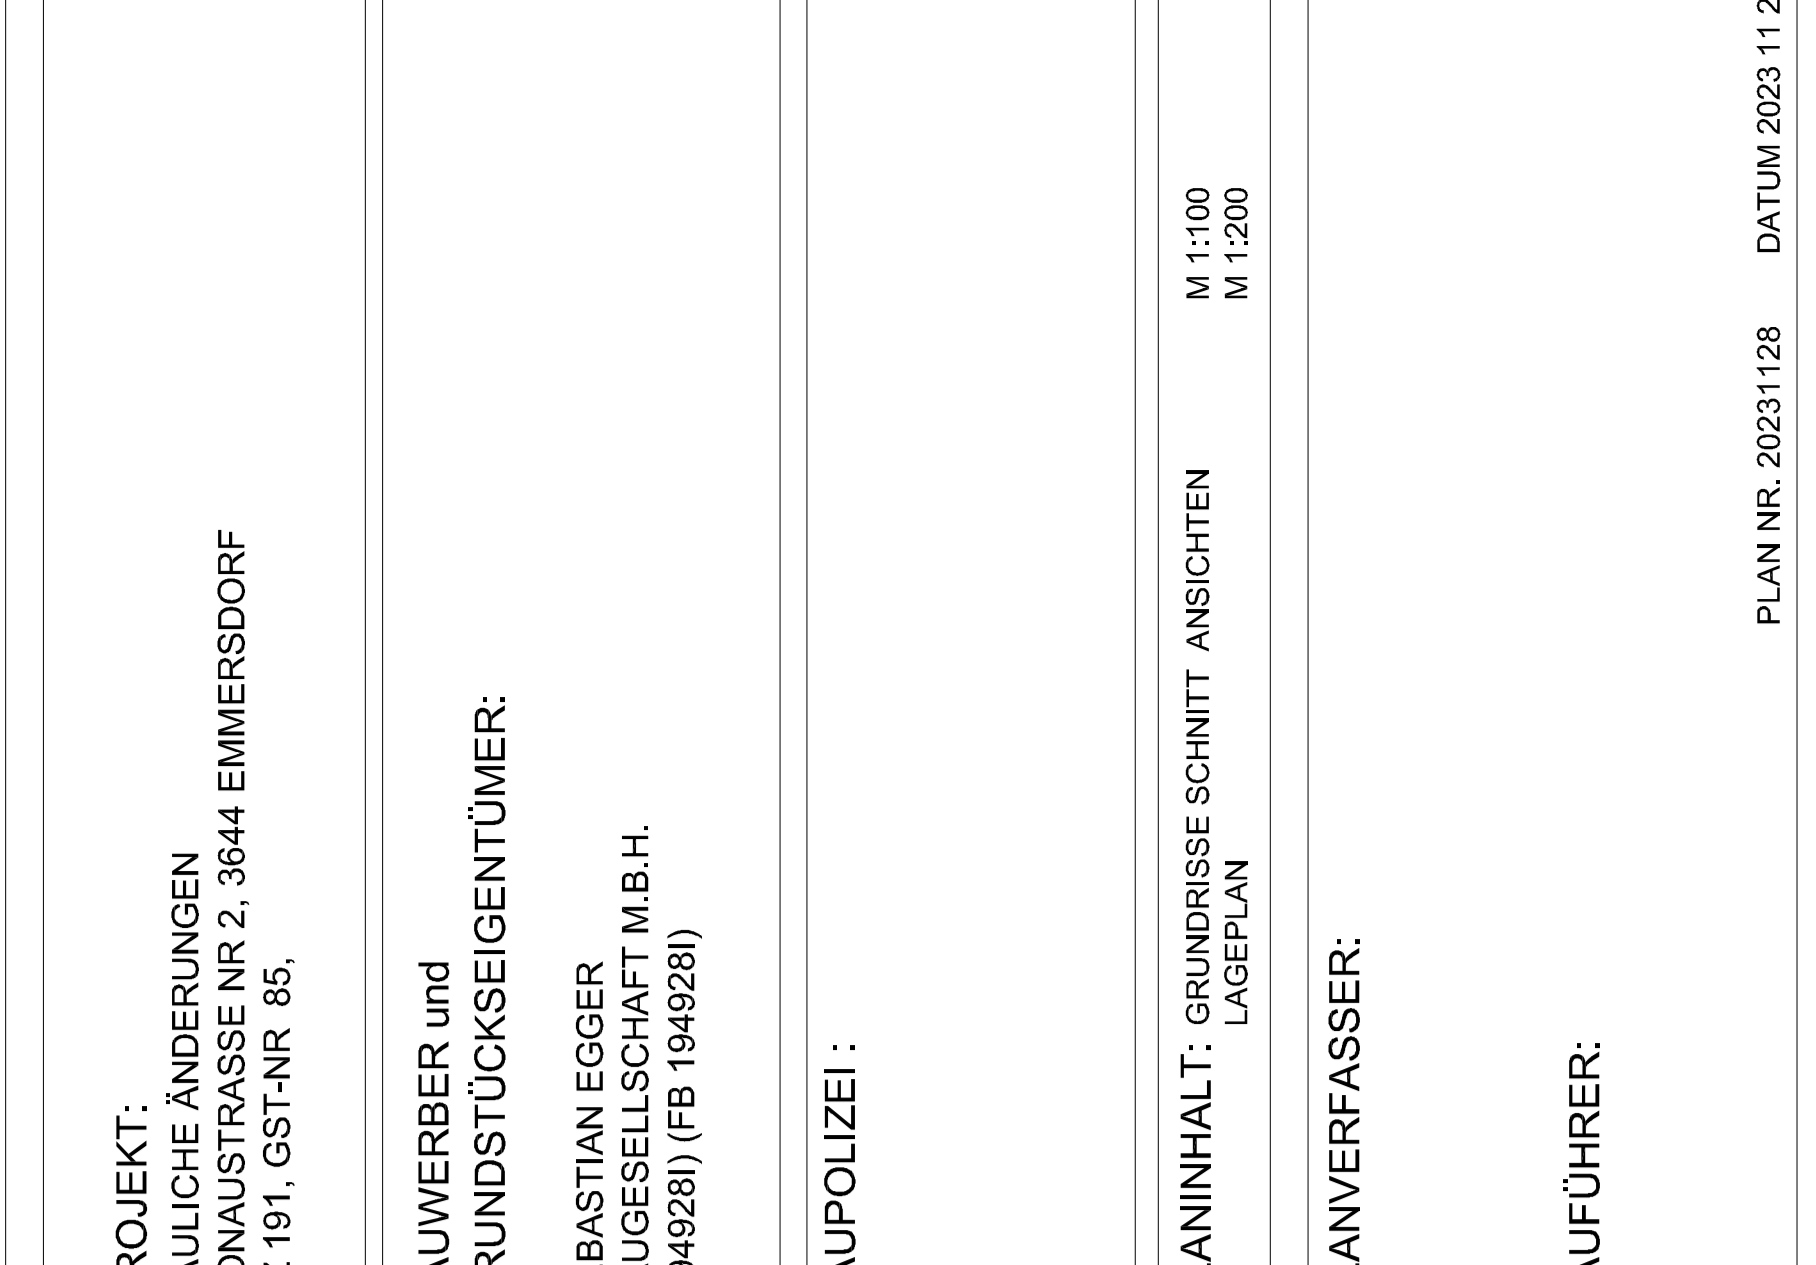 ROJEKT:
AULICHE ÄNDERUNGEN
ONAUSTRASSE NR 2, 3644 EMMERSDORF
191, GST-NR 85,
AUWERBER und
RUNDSTÜCKSEIGENTÜMER:
BASTIAN EGGER
UGESELLSCHAFT M.B.H.
94928I) (FB 194928I)
AUPOLIZEI :
ANINHALT: GRUNDRISSE SCHNITT ANSICHTEN M 1:100
LAGEPLAN M 1:200
ANVERFASSER:
AUFÜHRER:
PLAN NR. 20231128 DATUM 2023 11 2